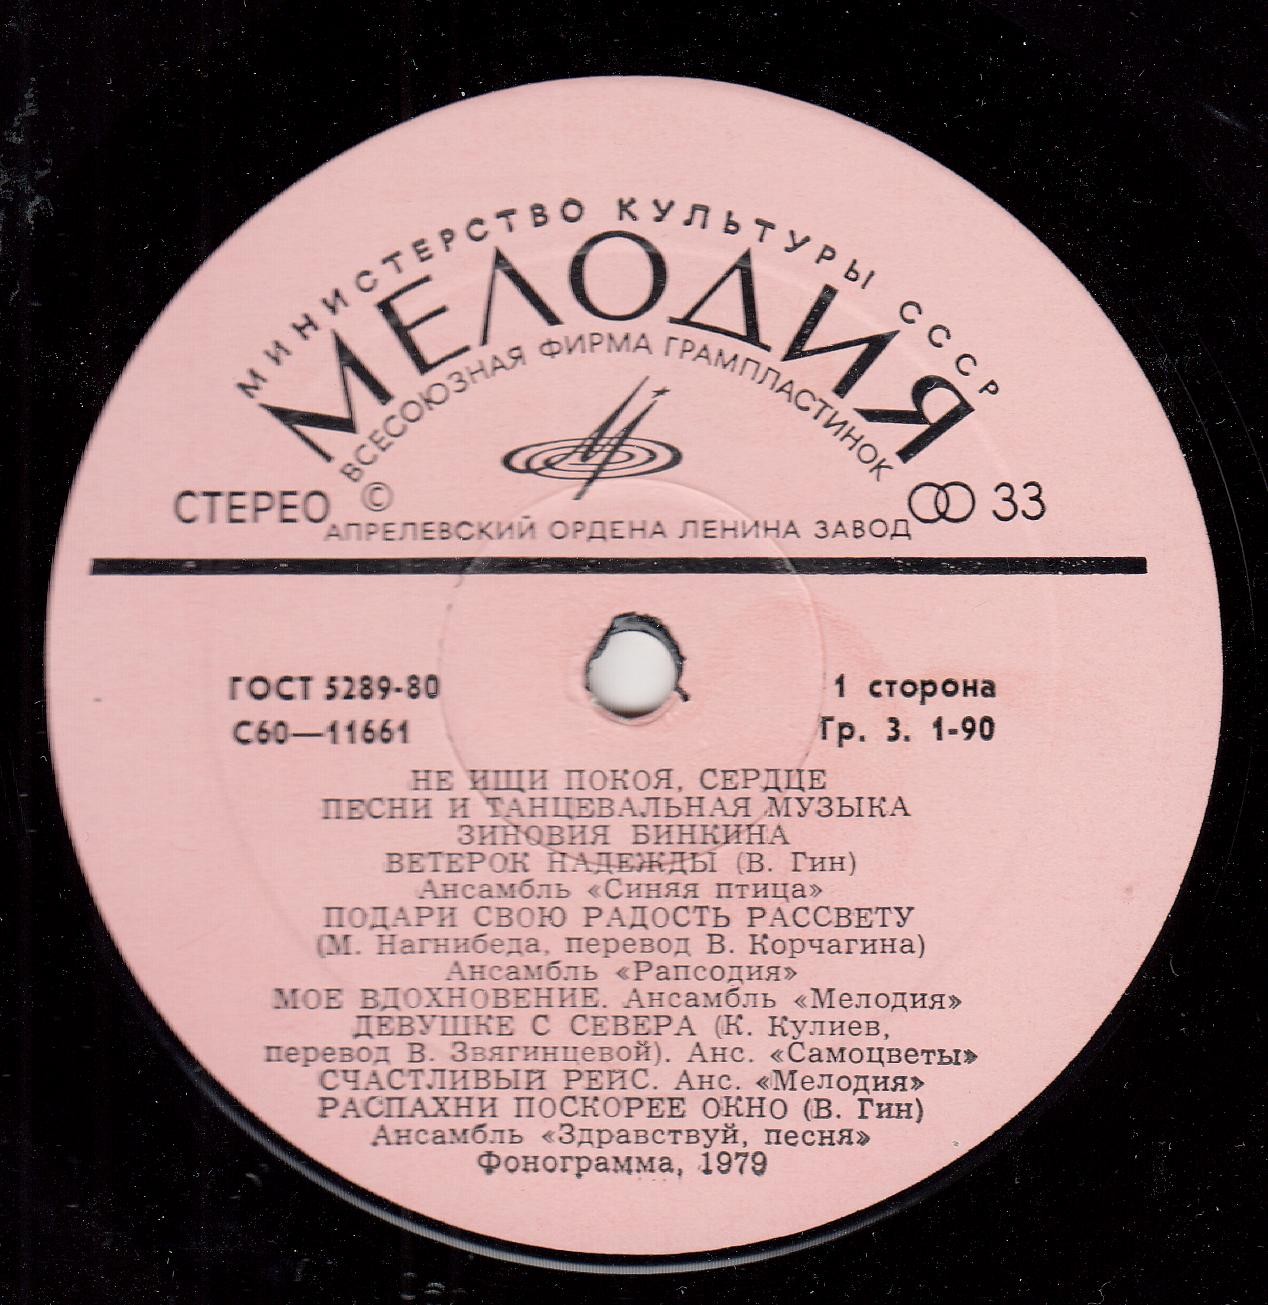 МИНИСТЕРСТВО КУЛЬТУРЫ СССР
МЕЛОДИЯ
ВСЕСОЮЗНАЯ ФИРМА ГРАМПЛАСТИНОК
СТЕРЕО © 33
АПРЕЛЕВСКИЙ ОРДЕНА ЛЕНИНА ЗАВОД
ГОСТ 5289-80 1 сторона
С60—11661 Гр. 3. 1-90
НЕ ИЩИ ПОКОЯ, СЕРДЦЕ
ПЕСНИ И ТАНЦЕВАЛЬНАЯ МУЗЫКА
ЗИНОВИЯ БИНКИНА
ВЕТЕРОК НАДЕЖДЫ (В. Гин)
Ансамбль «Синяя птица»
ПОДАРИ СВОЮ РАДОСТЬ РАССВЕТУ
(М. Нагнибеда, перевод В. Корчагина)
Ансамбль «Рапсодия»
МОЕ ВДОХНОВЕНИЕ. Ансамбль «Мелодия»
ДЕВУШКЕ С СЕВЕРА (К. Кулиев,
перевод В. Звягинцевой). Анс. «Самоцветы»
СЧАСТЛИВЫЙ РЕЙС. Анс. «Мелодия»
РАСПАХНИ ПОСКОРЕЕ ОКНО (В. Гин)
Ансамбль «Здравствуй, песня»
Фонограмма, 1979